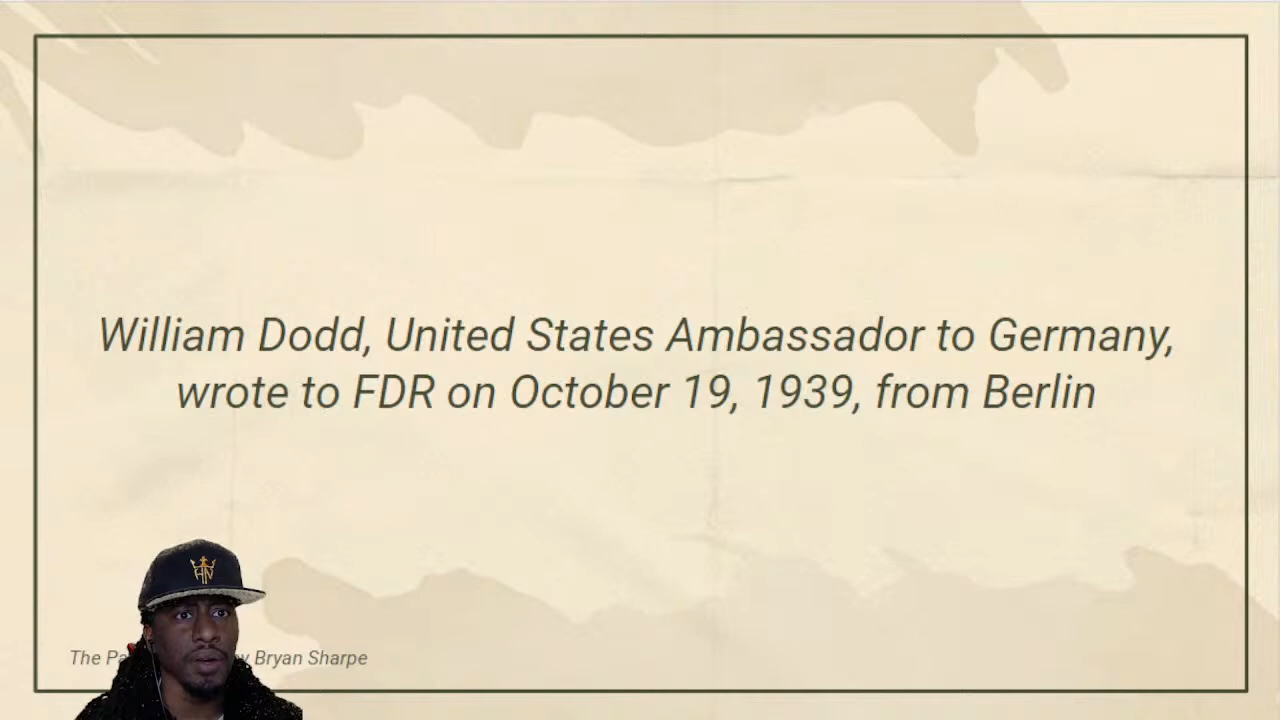 William Dodd, United States Ambassador to Germany,
wrote to FDR on October 19, 1939, from Berlin
HN
The Bryan Sharpe